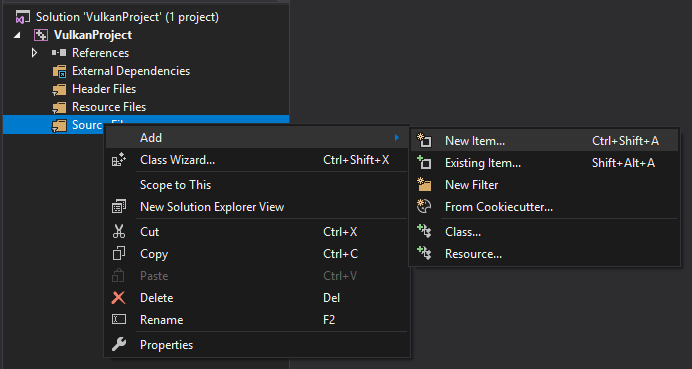 Solution 'VulkanProject' (1 project)
VulkanProject
References
External Dependencies
Header Files
Resource Files
Add
Class Wizard... Ctrl+Shift+X
Scope to This
New Solution Explorer View
Cut Ctrl+X
Copy Ctrl+C
Paste Ctrl+V
Delete Del
Rename F2
Properties
New Item... Ctrl+Shift+A
Existing Item... Shift+Alt+A
New Filter
From Cookiecutter...
Class...
Resource...